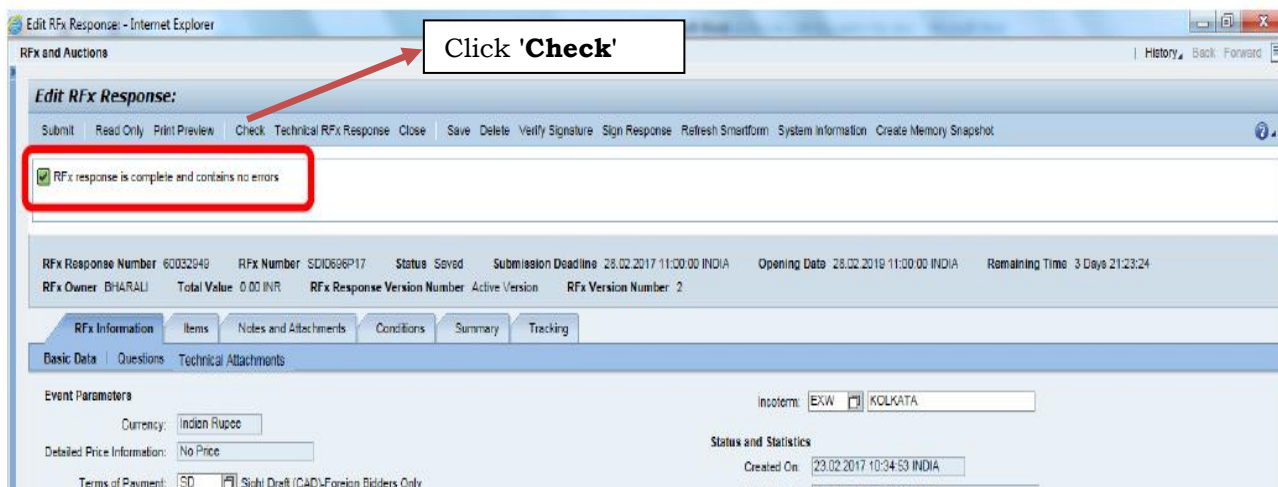 Edit RFx Response: - Internet Explorer
Click 'Check'
RFx and Auctions
History Back Forward
Edit RFx Response:
Submit Read Only Print Preview Check Technical RFx Response Close Save Delete Verify Signature Sign Response Refresh Smartform System Information Create Memory Snapshot
RFx response is complete and contains no errors
RFx Response Number 60032949 RFx Number SDI0696P17 Status Saved Submission Deadline 28.02.2017 11:00:00 INDIA Opening Date 28.02.2019 11:00:00 INDIA Remaining Time 3 Days 21:23:24
RFx Owner BHARALI Total Value 0.00 INR RFx Response Version Number Active Version RFx Version Number 2
RFx Information Items Notes and Attachments Conditions Summary Tracking
Basic Data Questions Technical Attachments
Event Parameters
Incoterm: EXW KOLKATA
Currency: Indian Rupee
Detailed Price Information: No Price
Status and Statistics
Created On: 23.02.2017 10:34:53 INDIA
Terms of Payment: SD Sight Draft (CAD)-Foreign Bidders Only